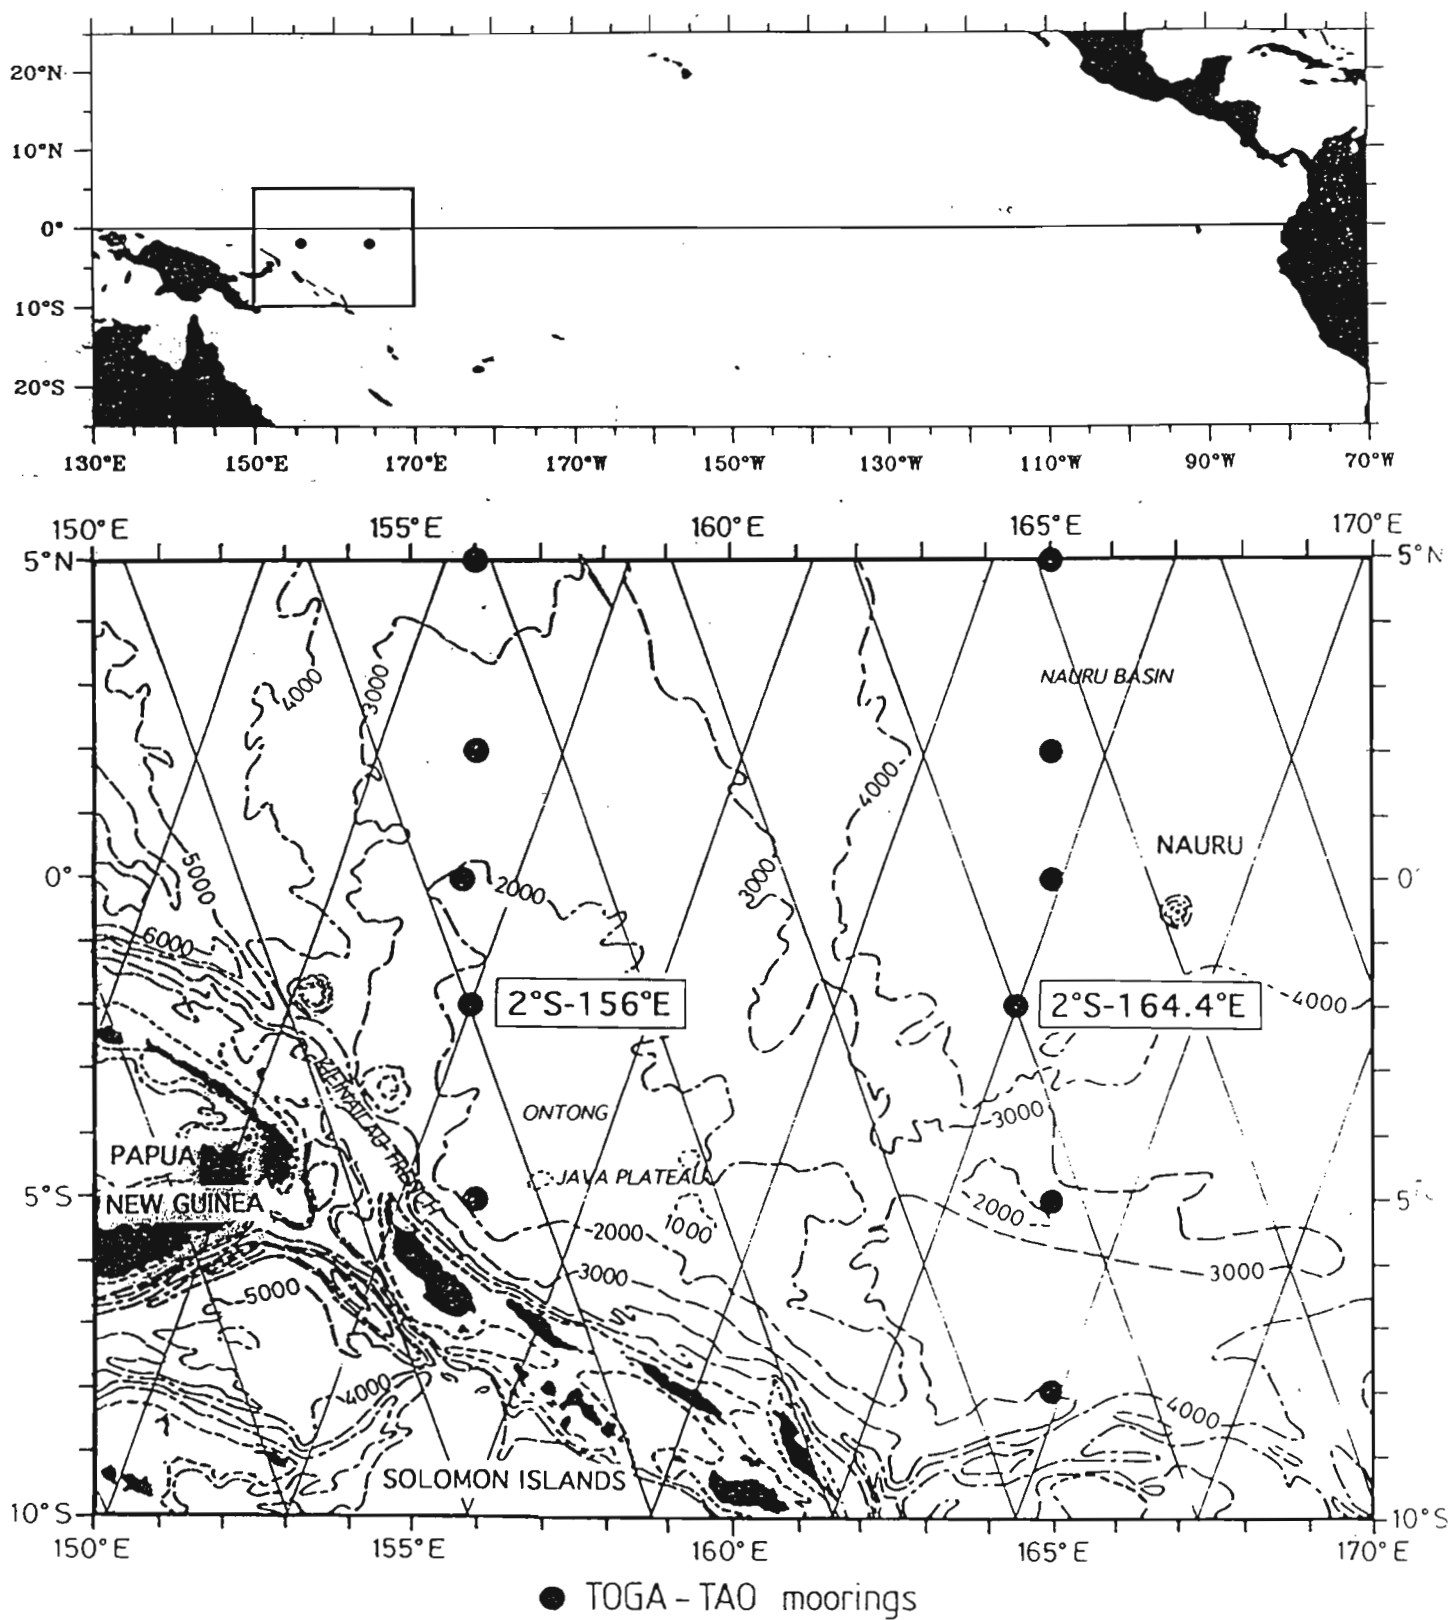 20°N
10°N
0°
10°S
20°S
130°E 150°E 170°E 170°W 150°W 130°W 110°W 90°W 70°W
150°E 155°E 160°E 165°E 170°E
5°N 5°N
NAURU BASIN
4000
3000
4000
NAURU
5000
3000
0° 0°
2000
6000
2°S-156°E
2°S-164.4°E
4000
ONTONG
3000
PAPUA
JAVA PLATEAU
5°S
NEW GUINEA
2000
2000
1000
3000
3000
5000
4000
4000
SOLOMON ISLANDS
10°S 10°S
150°E 155°E 160°E 165°E 170°E
TOGA-TAO moorings